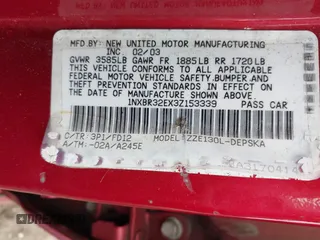 MFD. BY: NEW UNITED MOTOR MANUFACTURING
INC. 02/03
GVWR 3585LB GAWR FR 1885LB RR 1720LB
THIS VEHICLE CONFORMS TO ALL APPLICABLE
FEDERAL MOTOR VEHICLE SAFETY, BUMPER, AND
THEFT PREVENTION STANDARDS IN EFFECT ON
THE DATE OF MANUFACTURE SHOWN ABOVE.
1NXBR32EX3Z153339 PASS.CAR
C/TR: 3P1/FD12 MODEL: ZZE130L-DEPSKA
A/TM: -02A/A245E